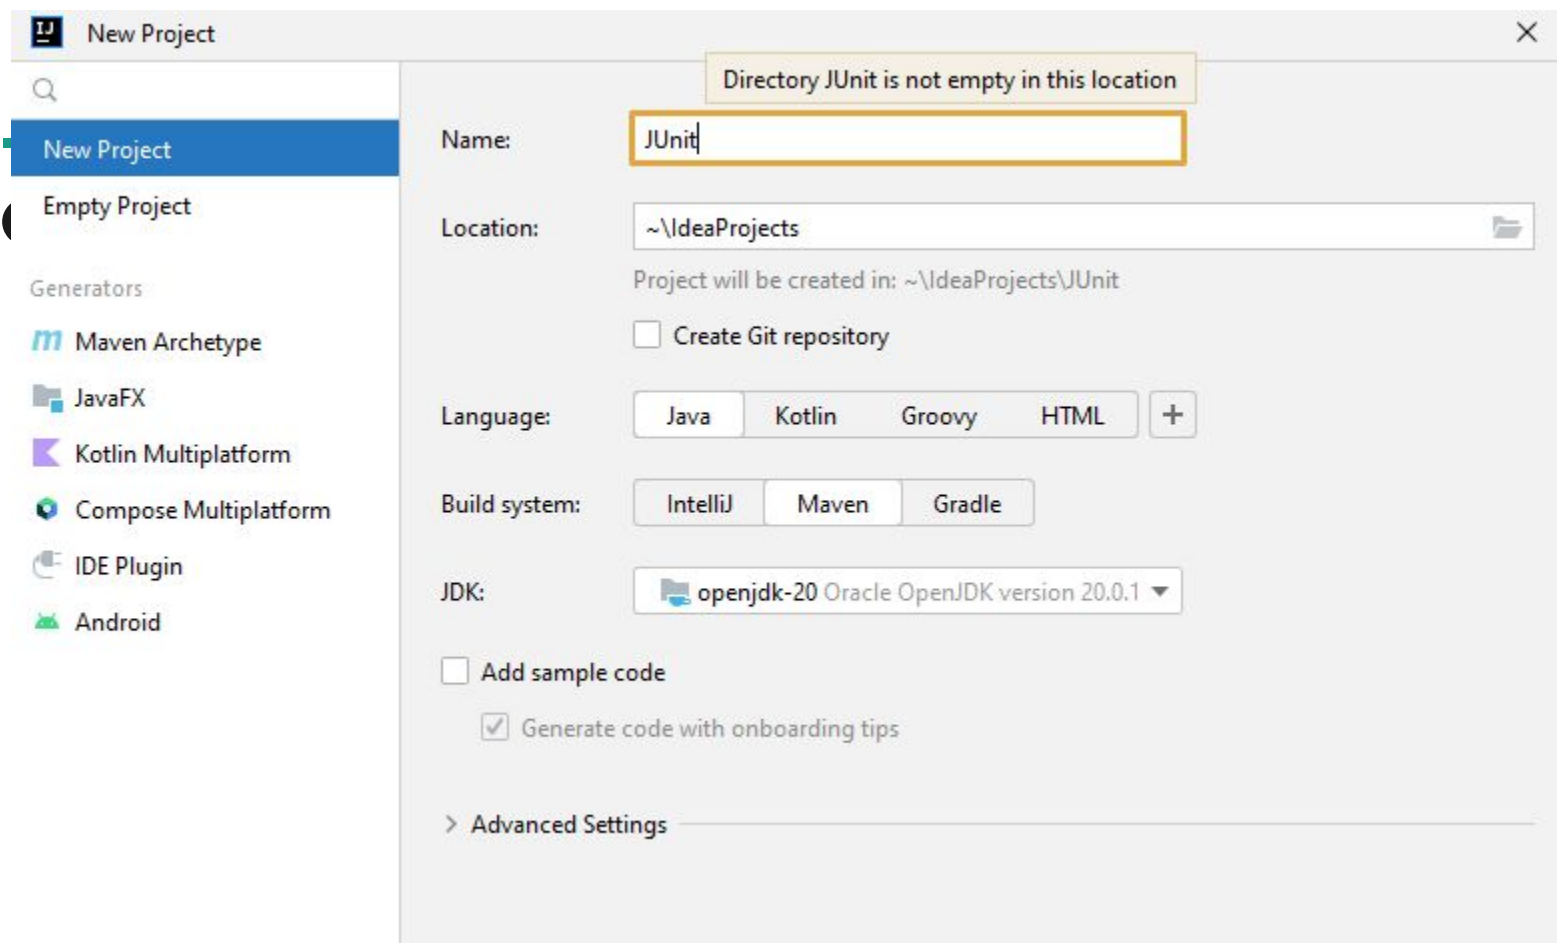 New Project
Directory JUnit is not empty in this location
New Project
Empty Project
Generators
Maven Archetype
JavaFX
Kotlin Multiplatform
Compose Multiplatform
IDE Plugin
Android
Name: JUnit
Location: ~\IdeaProjects
Project will be created in: ~\IdeaProjects\JUnit
Create Git repository
Language: Java Kotlin Groovy HTML +
Build system: IntelliJ Maven Gradle
JDK: openjdk-20 Oracle OpenJDK version 20.0.1
Add sample code
Generate code with onboarding tips
Advanced Settings